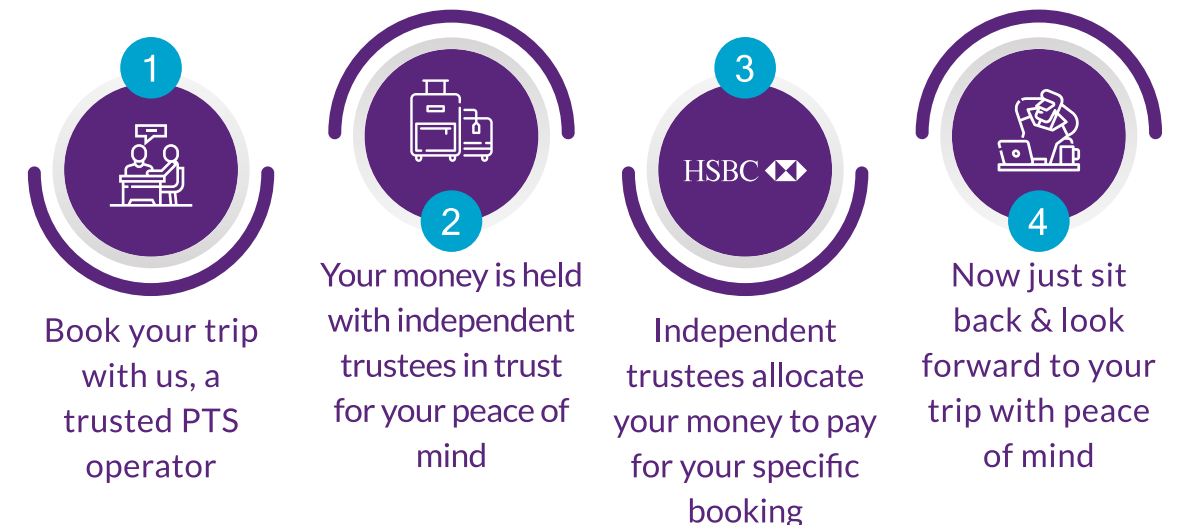 1
Book your trip
with us, a
trusted PTS
operator
2
Your money is held
with independent
trustees in trust
for your peace of
mind
3
HSBC
Independent
trustees allocate
your money to pay
for your specific
booking
4
Now just sit
back & look
forward to your
trip with peace
of mind